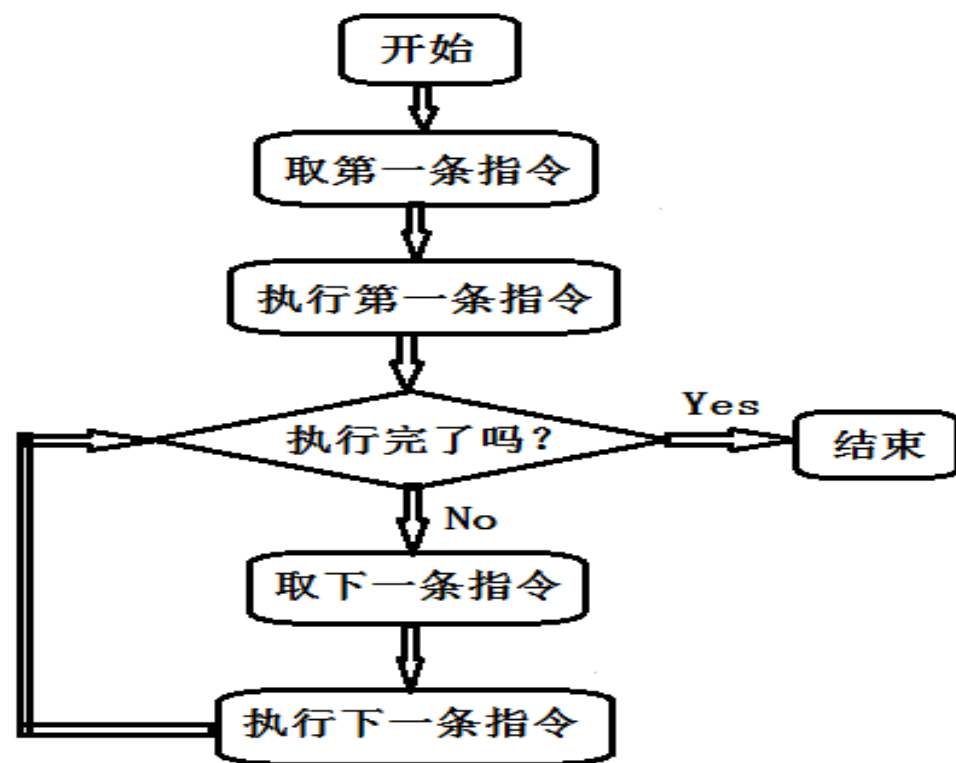 开始
取第一条指令
执行第一条指令
执行完了吗？
Yes
结束
No
取下一条指令
执行下一条指令